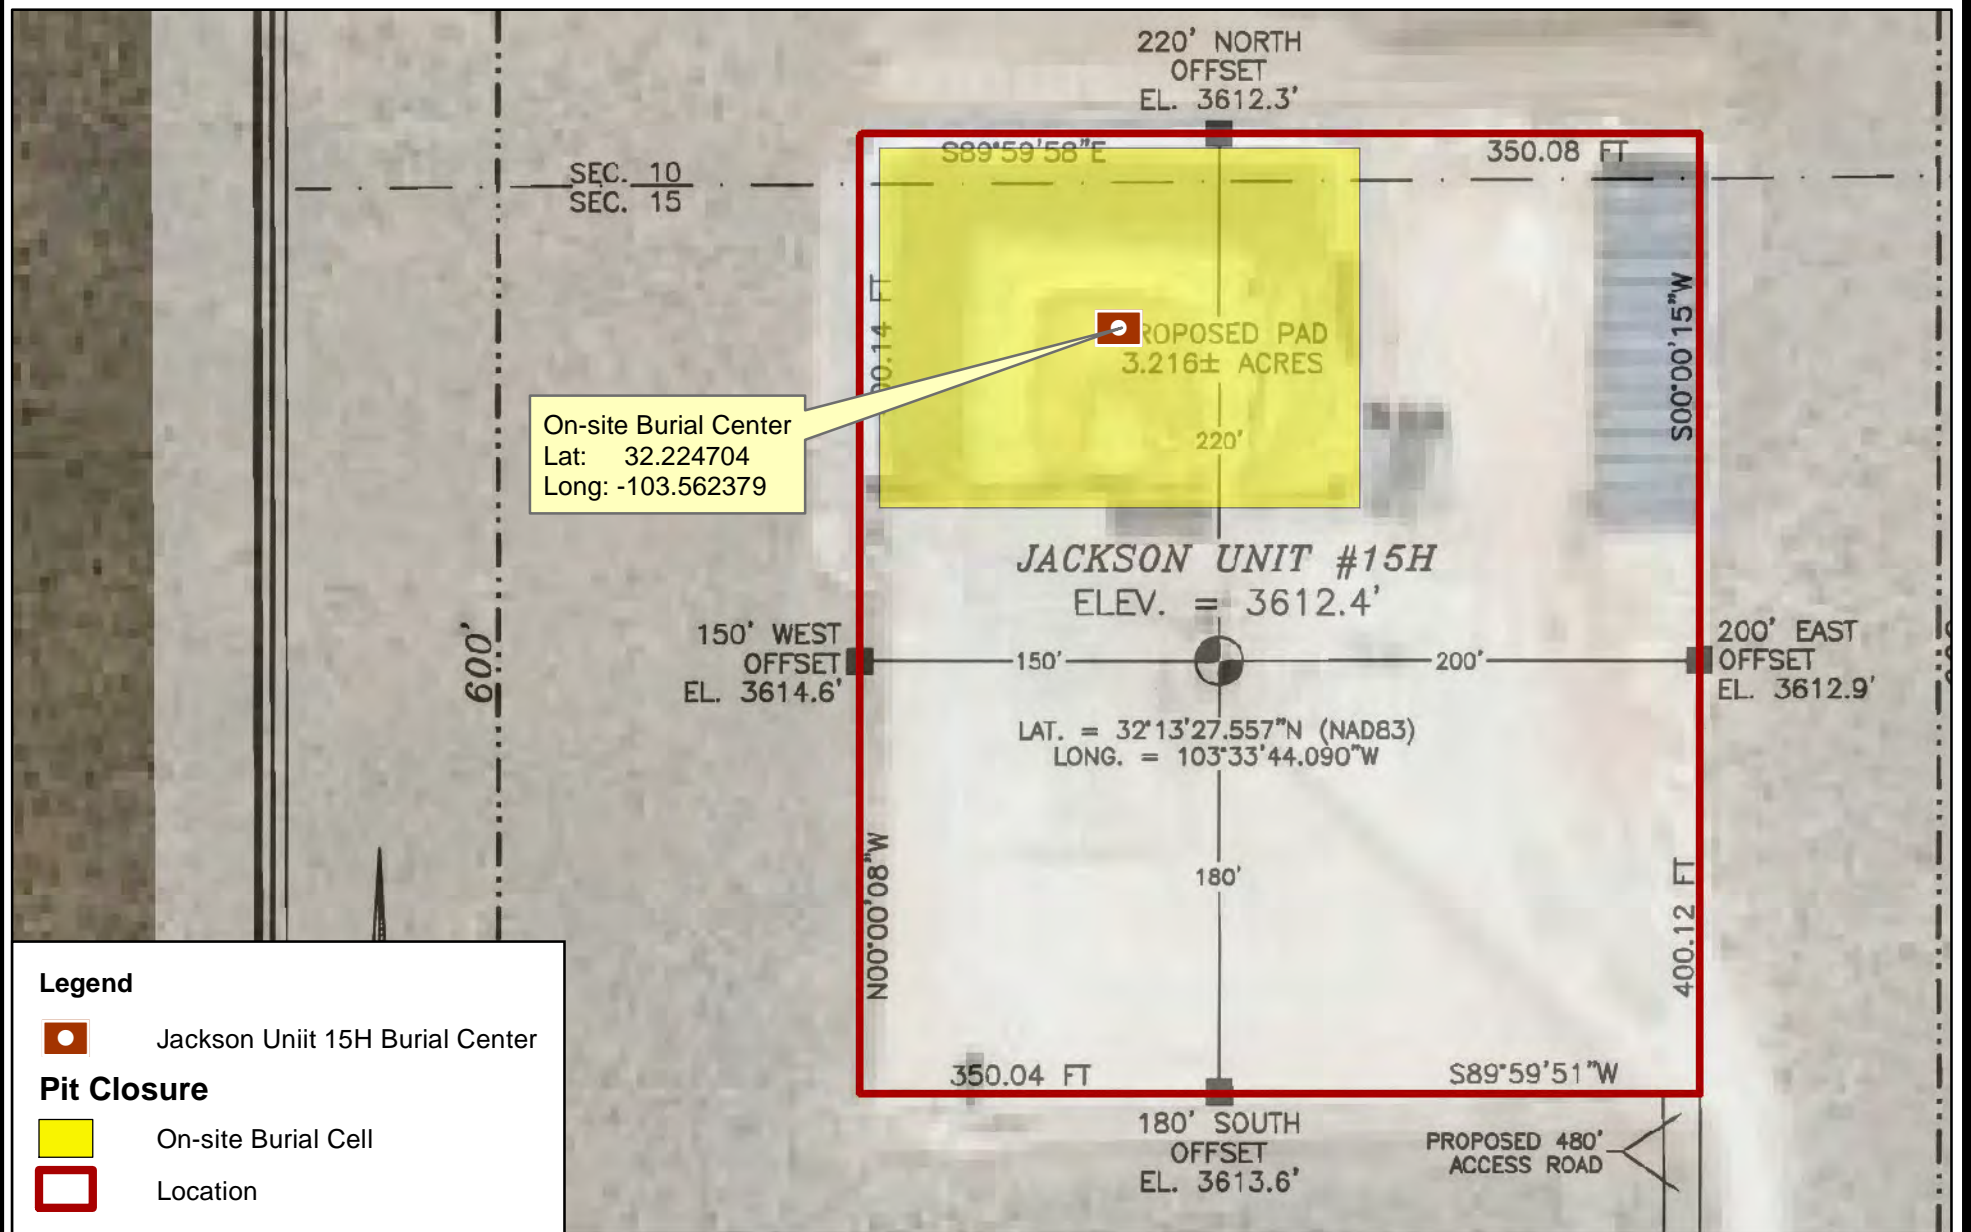 220' NORTH
OFFSET
EL. 3612.3'
S89°59'58"E
350.08 FT
SEC. 10
SEC. 15
00.14 FT
S00°00'15"W
ROPOSED PAD
3.216± ACRES
On-site Burial Center
Lat: 32.224704
Long: -103.562379
220'
JACKSON UNIT #15H
ELEV. = 3612.4'
600'
150' WEST
OFFSET
EL. 3614.6'
150'
200'
200' EAST
OFFSET
EL. 3612.9'
LAT. = 32°13'27.557"N (NAD83)
LONG. = 103°33'44.090"W
180'
N00°00'08"W
400.12 FT
350.04 FT
S89°59'51"W
180' SOUTH
OFFSET
EL. 3613.6'
PROPOSED 480'
ACCESS ROAD
Legend
Jackson Uniit 15H Burial Center
Pit Closure
On-site Burial Cell
Location